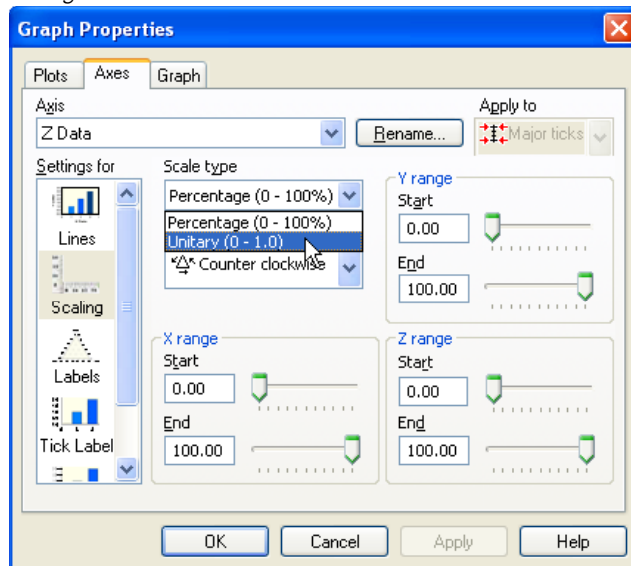 Graph Properties
Plots Axes Graph
Axis
Apply to
Z Data
Rename...
Major ticks
Settings for
Scale type
Percentage (0 - 100%)
Percentage (0 - 100%)
Unitary (0 - 1.0)
Counter clockwise
Lines
Scaling
Labels
Tick Label
Y range
Start
0.00
End
100.00
X range
Start
0.00
End
100.00
Z range
Start
0.00
End
100.00
OK Cancel Apply Help